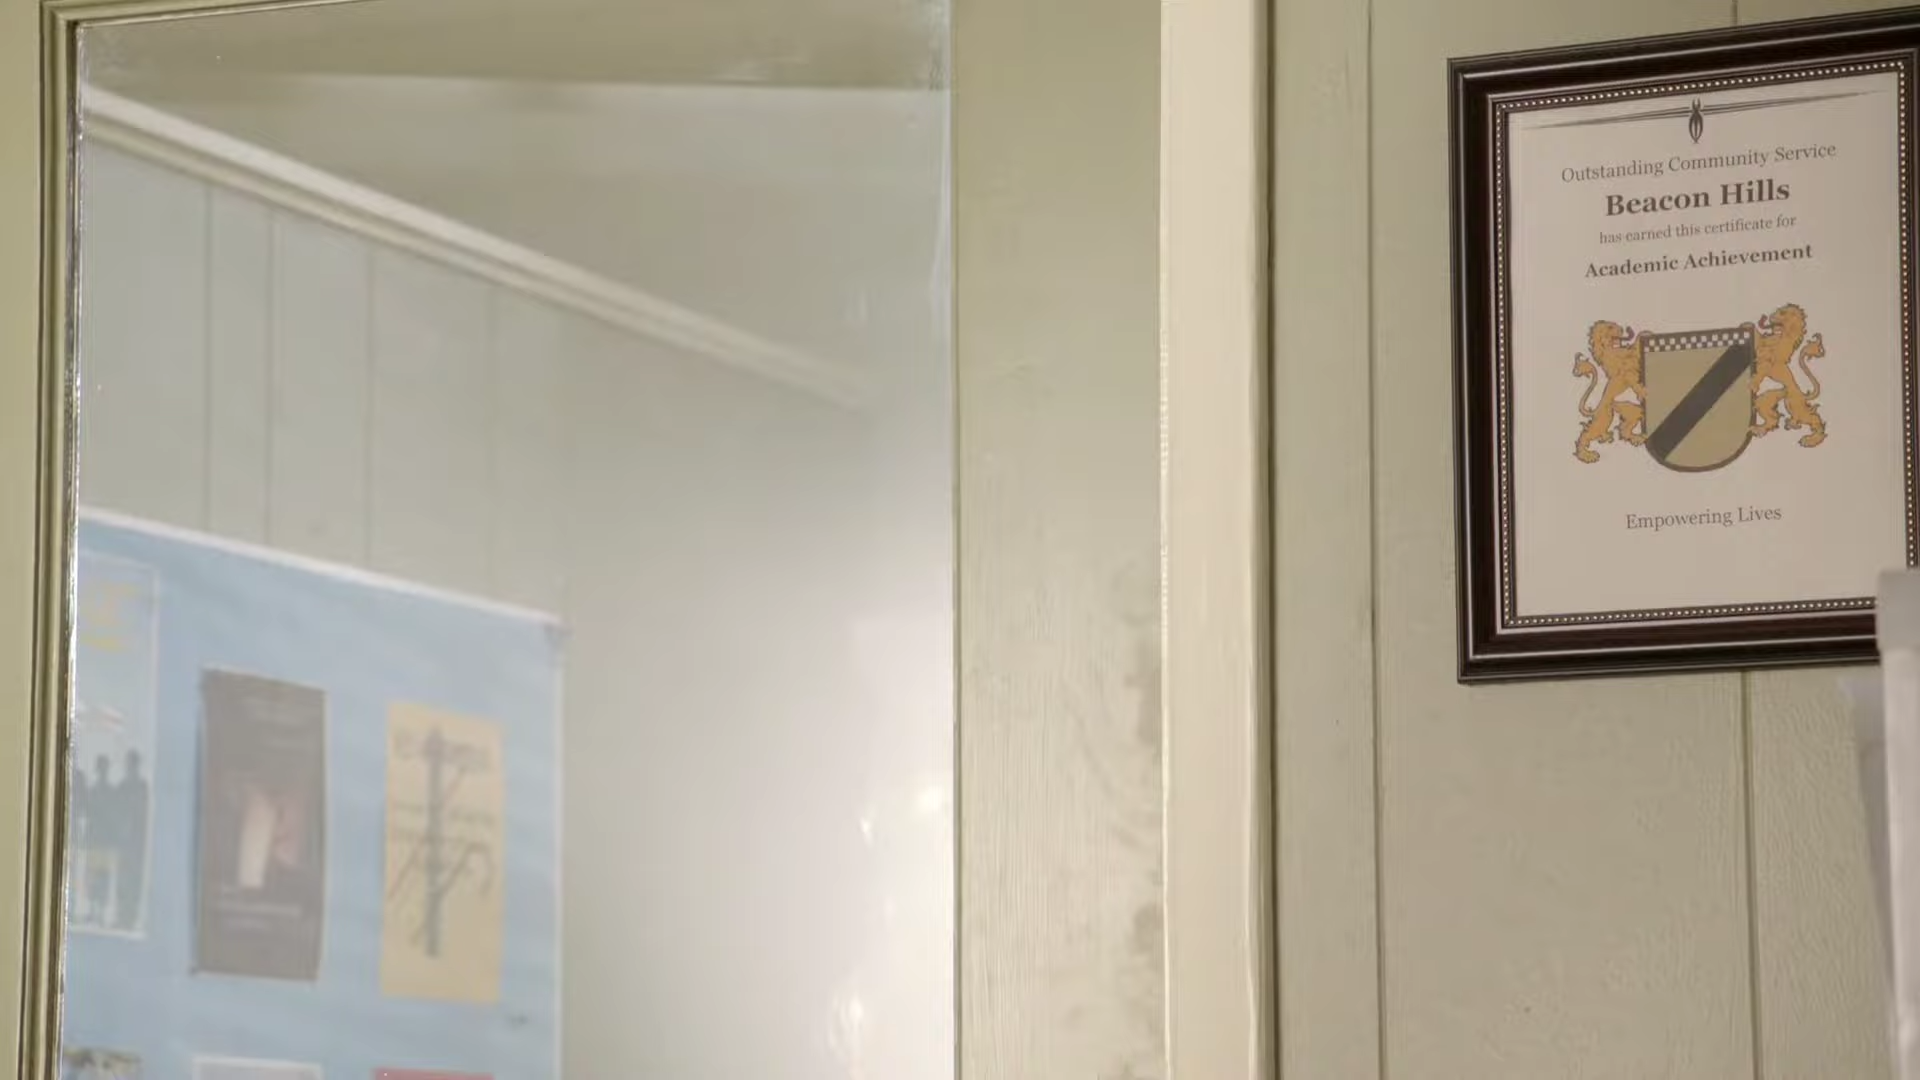 Outstanding Community Service
Beacon Hills
has earned this certificate for
Academic Achievement
Empowering Lives